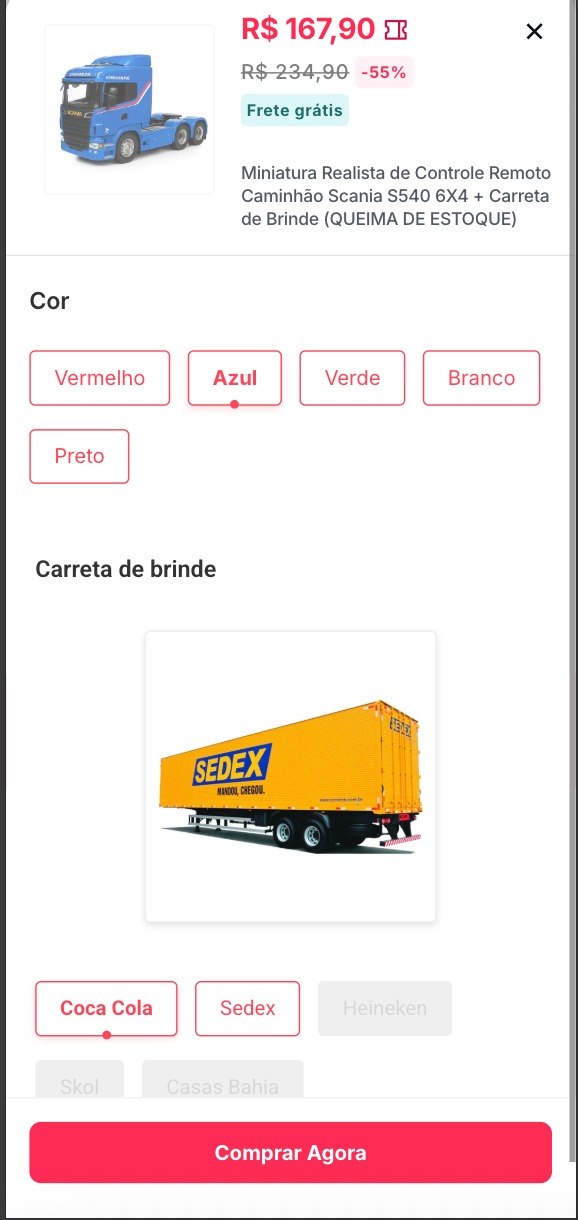 R$ 167,90
R$ 234,90 -55%
Frete grátis
Miniatura Realista de Controle Remoto
Caminhão Scania S540 6X4 + Carreta
de Brinde (QUEIMA DE ESTOQUE)
SCANIA
Cor
Vermelho Azul Verde Branco
Preto
Carreta de brinde
SEDEX
SEDEX
MANDOU, CHEGOU.
Coca Cola Sedex Heineken
Skol Casas Bahia
Comprar Agora